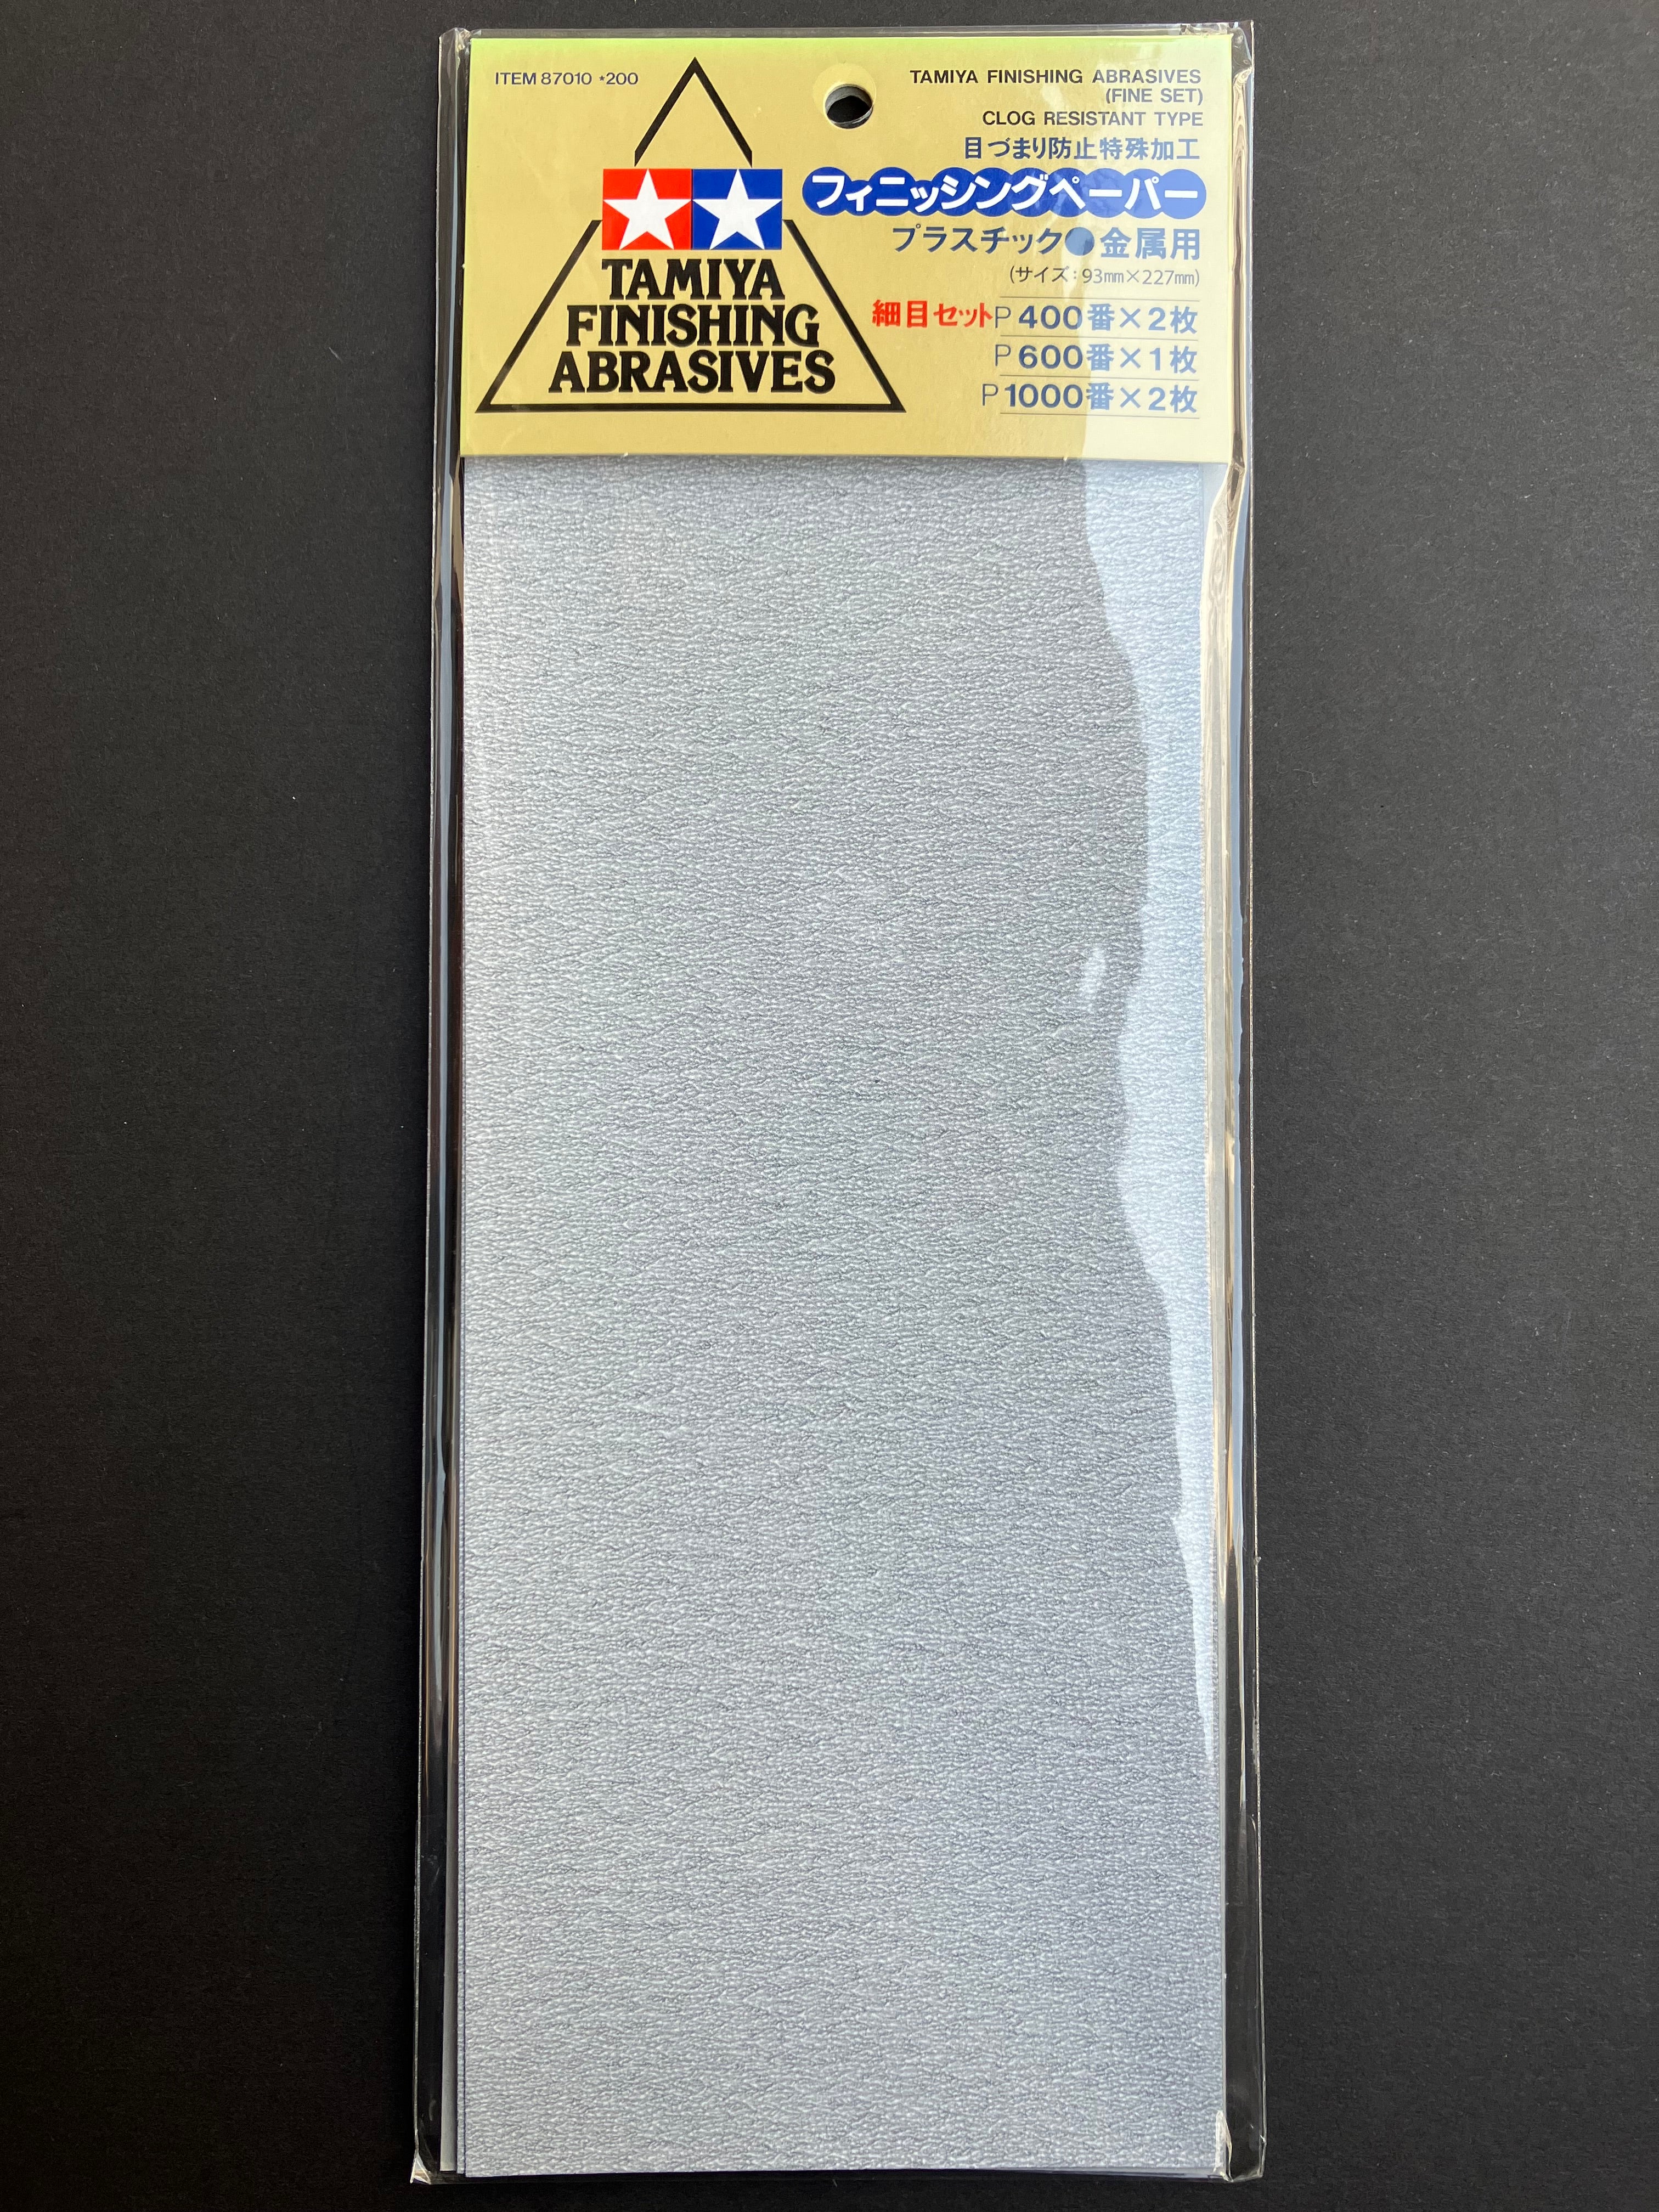 ITEM 87010 *200
TAMIYA
FINISHING
ABRASIVES
TAMIYA FINISHING ABRASIVES
(FINE SET)
CLOG RESISTANT TYPE
目づまり防止特殊加工
フィニッシングペーパー
プラスチック●金属用
(サイズ:93mm×227mm)
細目セットP400番×2枚
P600番×1枚
P1000番×2枚